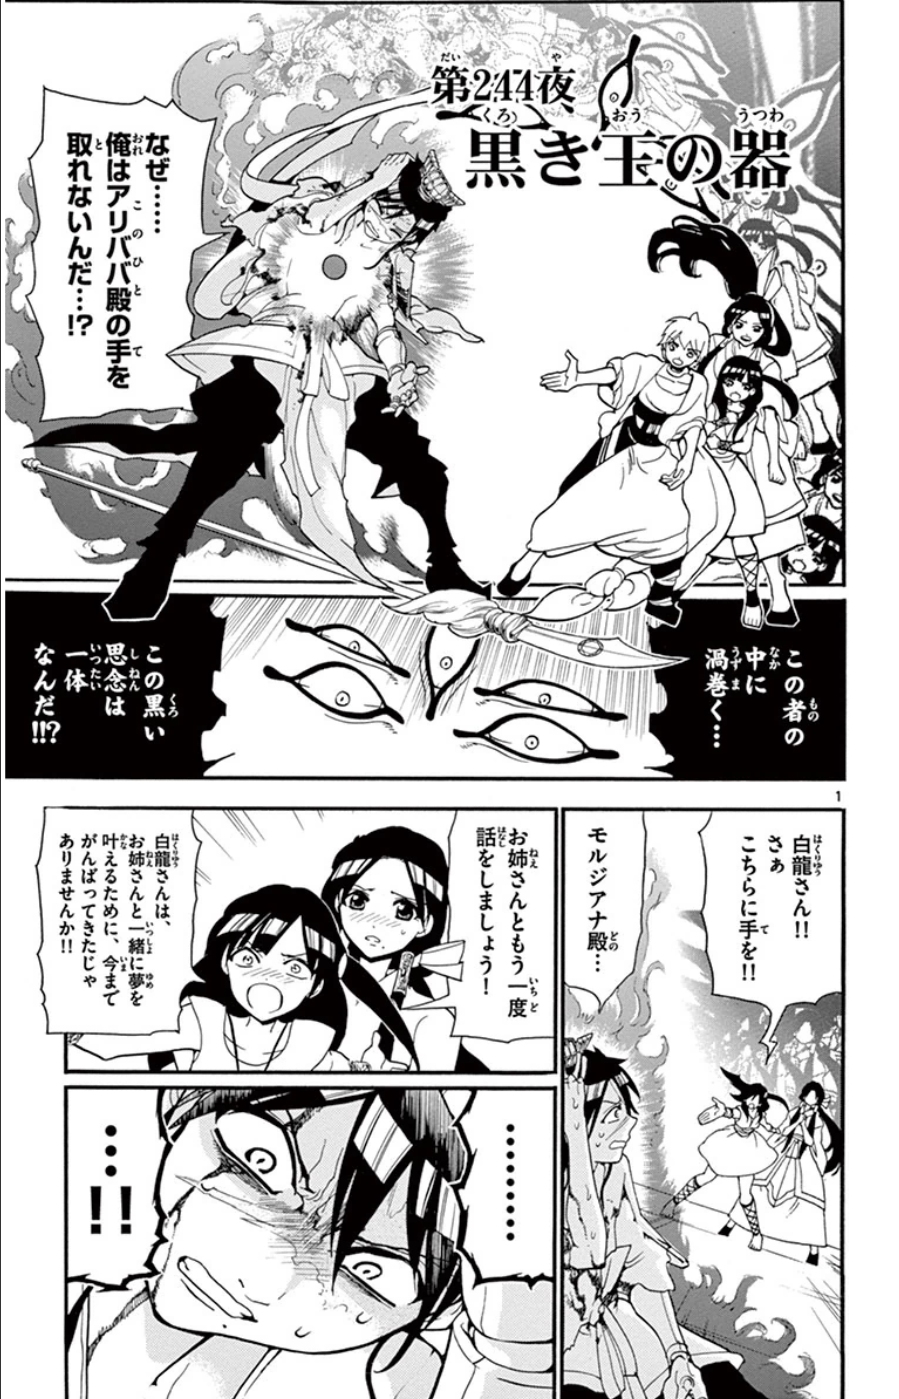 第244夜
黒き玉の器
なぜ……
俺はアリババ殿の手を
取れないんだ…!?
この者の
中に
渦巻く…
この黒い
思念は
一体
なんだ!!?
1
白龍さん!!
さぁ
こちらに手を!!
モルジアナ殿…
お姉さんともう一度
話をしましょう!
白龍さんは、
お姉さんと一緒に夢を
叶えるために、今まで
がんばってきたじゃ
ありませんか!!
………
…!!